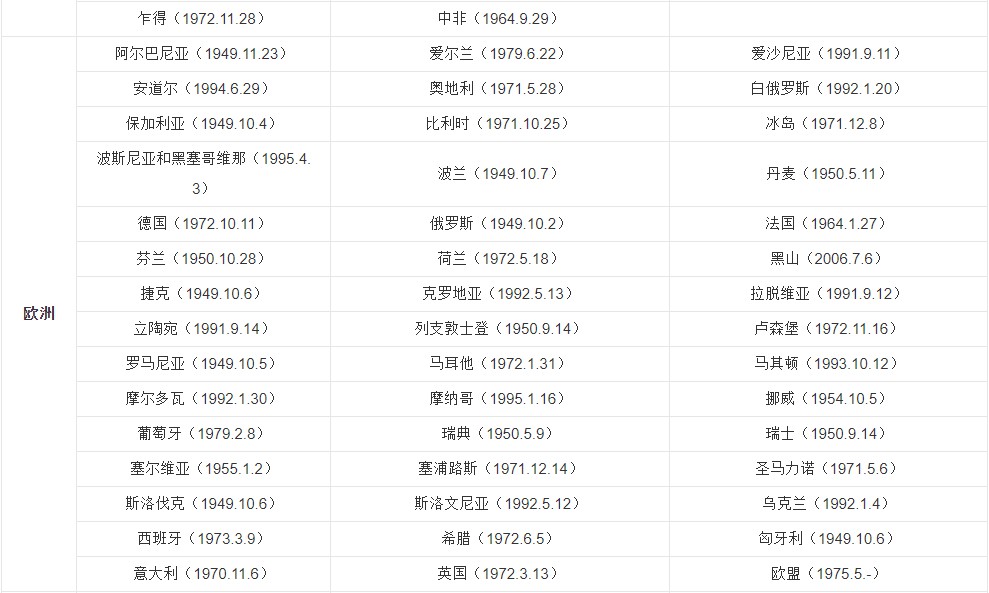 乍得（1972.11.28） 中非（1964.9.29）
阿尔巴尼亚（1949.11.23） 爱尔兰（1979.6.22） 爱沙尼亚（1991.9.11）
安道尔（1994.6.29） 奥地利（1971.5.28） 白俄罗斯（1992.1.20）
保加利亚（1949.10.4） 比利时（1971.10.25） 冰岛（1971.12.8）
波斯尼亚和黑塞哥维那（1995.4.
3） 波兰（1949.10.7） 丹麦（1950.5.11）
德国（1972.10.11） 俄罗斯（1949.10.2） 法国（1964.1.27）
芬兰（1950.10.28） 荷兰（1972.5.18） 黑山（2006.7.6）
捷克（1949.10.6） 克罗地亚（1992.5.13） 拉脱维亚（1991.9.12）
欧洲
立陶宛（1991.9.14） 列支敦士登（1950.9.14） 卢森堡（1972.11.16）
罗马尼亚（1949.10.5） 马耳他（1972.1.31） 马其顿（1993.10.12）
摩尔多瓦（1992.1.30） 摩纳哥（1995.1.16） 挪威（1954.10.5）
葡萄牙（1979.2.8） 瑞典（1950.5.9） 瑞士（1950.9.14）
塞尔维亚（1955.1.2） 塞浦路斯（1971.12.14） 圣马力诺（1971.5.6）
斯洛伐克（1949.10.6） 斯洛文尼亚（1992.5.12） 乌克兰（1992.1.4）
西班牙（1973.3.9） 希腊（1972.6.5） 匈牙利（1949.10.6）
意大利（1970.11.6） 英国（1972.3.13） 欧盟（1975.5.-）